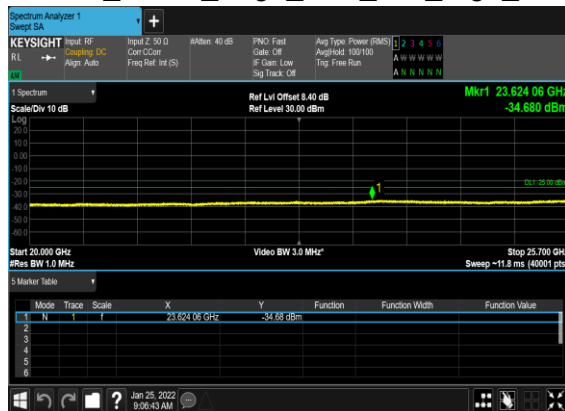 Spectrum Analyzer 1
Swept SA
+
KEYSIGHT Input: RF
RL Coupling: DC
Align: Auto
LW
Input Z: 50 Ω
Corr CCorr
Freq Ref: Int (S)
#Atten: 40 dB
PNO: Fast
Gate: Off
IF Gain: Low
Sig Track: Off
Avg Type: Power (RMS)
Avg|Hold: 100/100
Trig: Free Run
1 2 3 4 5 6
A W W W W W
A N N N N N
1 Spectrum
Scale/Div 10 dB
Ref Lvl Offset 8.40 dB
Ref Level 30.00 dBm
Mkr1 23.624 06 GHz
-34.680 dBm
Log
20.0
10.0
0.00
-10.0
-20.0
-30.0
-40.0
-50.0
-60.0
1
DL1 -25.00 dBm
Start 20.000 GHz
#Res BW 1.0 MHz
Video BW 3.0 MHz*
Stop 25.700 GHz
Sweep ~11.8 ms (40001 pts)
5 Marker Table
Mode Trace Scale X Y Function Function Width Function Value
1 N 1 f 23.624 06 GHz -34.68 dBm
2
3
4
5
6
? Jan 25, 2022
9:06:43 AM